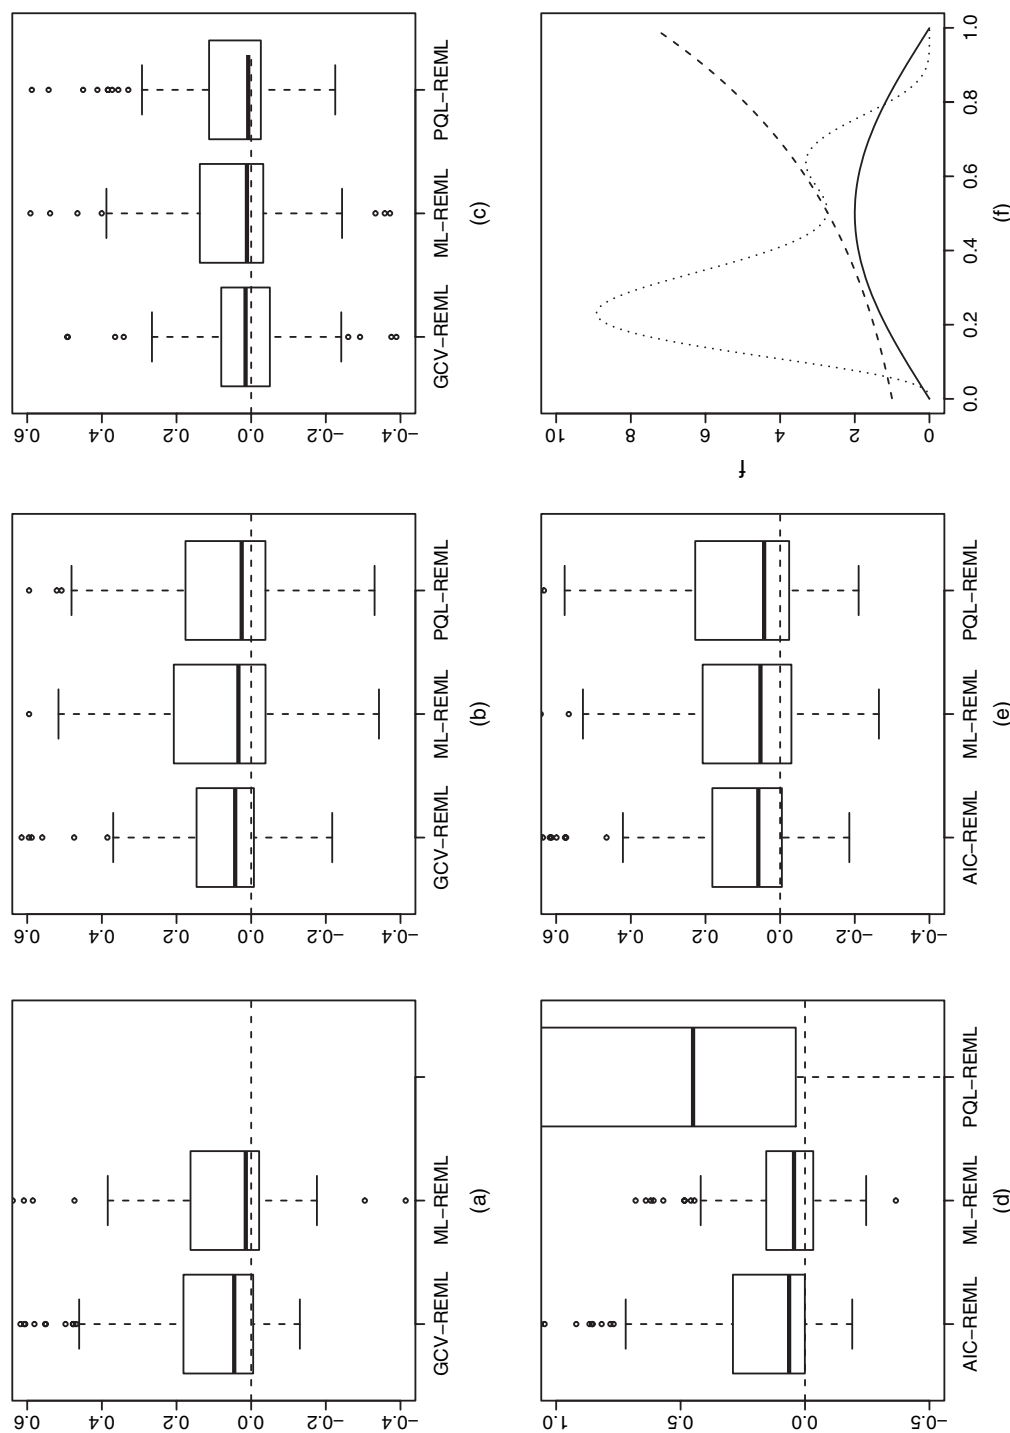 0.6
0.4
0.2
0.0
−0.2
−0.4
GCV−REML
ML−REML
(a)
0.6
0.4
0.2
0.0
−0.2
−0.4
GCV−REML
ML−REML
PQL−REML
(b)
0.6
0.4
0.2
0.0
−0.2
−0.4
GCV−REML
ML−REML
PQL−REML
(c)
1.0
0.5
0.0
−0.5
AIC−REML
ML−REML
PQL−REML
(d)
0.6
0.4
0.2
0.0
−0.2
−0.4
AIC−REML
ML−REML
PQL−REML
(e)
f
10
8
6
4
2
0
0.0
0.2
0.4
0.6
0.8
1.0
(f)